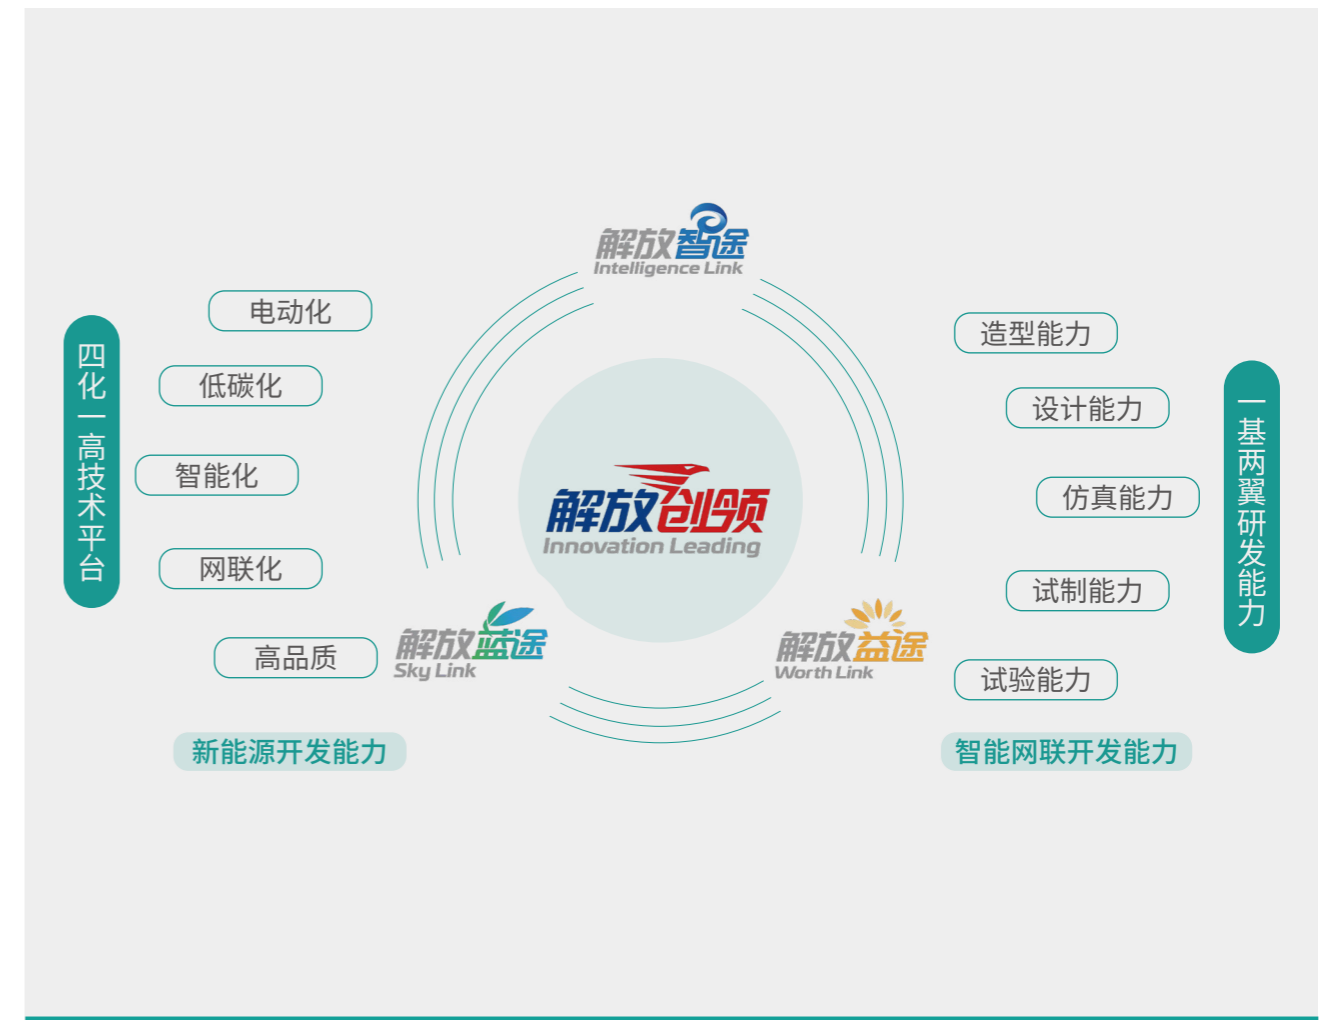 解放智途
Intelligence Link
四化一高技术平台
电动化
低碳化
智能化
网联化
高品质
新能源开发能力
解放创领
Innovation Leading
解放蓝途
Sky Link
解放益途
Worth Link
造型能力
设计能力
仿真能力
试制能力
试验能力
智能网联开发能力
一基两翼研发能力